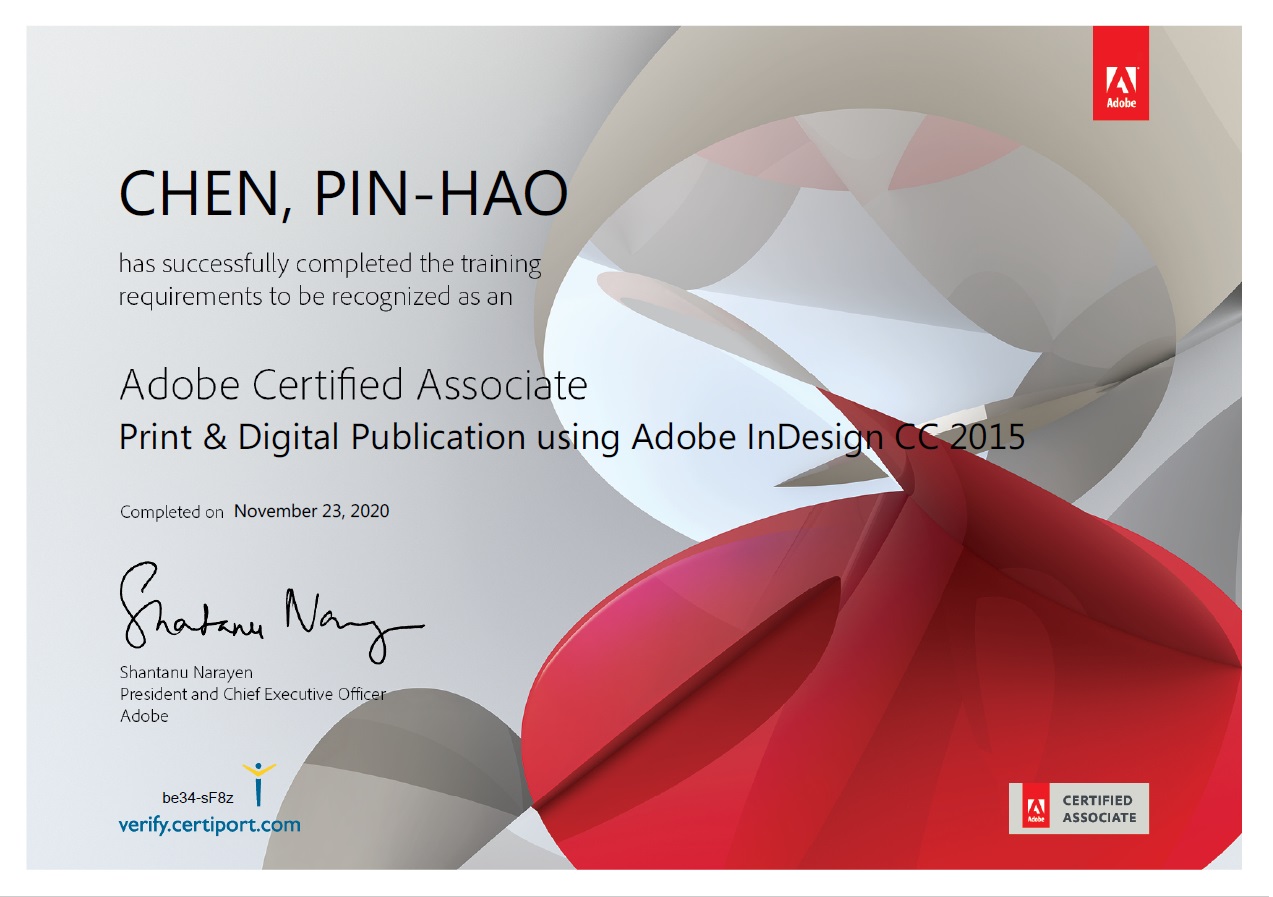 Adobe
CHEN, PIN-HAO
has successfully completed the training
requirements to be recognized as an
Adobe Certified Associate
Print & Digital Publication using Adobe InDesign CC 2015
Completed on November 23, 2020
Shantanu Narayen
Shantanu Narayen
President and Chief Executive Officer
Adobe
be34-sF8z
verify.certiport.com
Adobe
CERTIFIED
ASSOCIATE